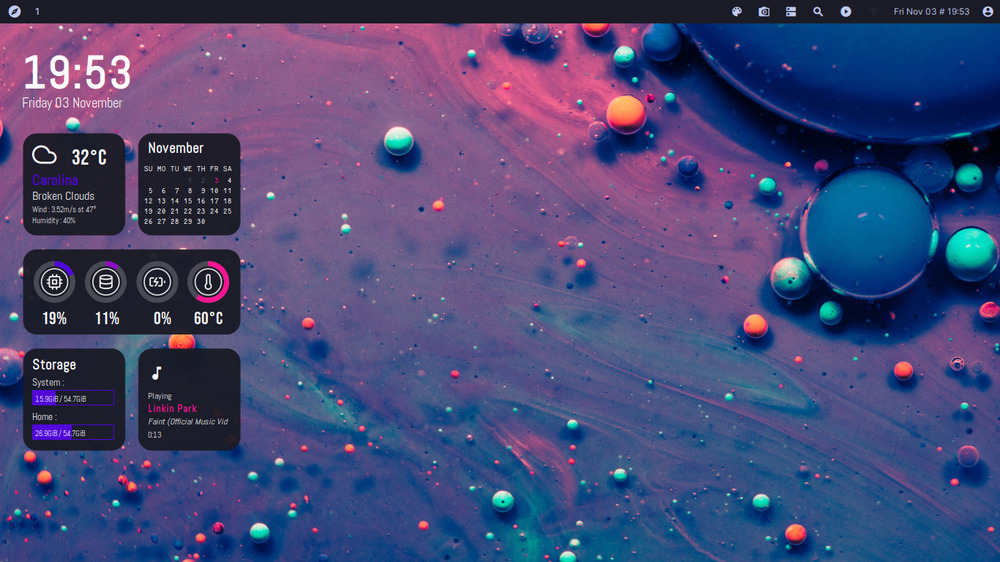 1
Fri Nov 03 # 19:53
19:53
Friday 03 November
32°C
Carolina
Broken Clouds
Wind : 3.52m/s at 47°
Humidity : 40%
November
SU MO TU WE TH FR SA
1 2 3 4
5 6 7 8 9 10 11
12 13 14 15 16 17 18
19 20 21 22 23 24 25
26 27 28 29 30
19% 11% 0% 60°C
Storage
System :
15.9GiB / 54.7GiB
Home :
26.9GiB / 54.7GiB
Playing
Linkin Park
Faint (Official Music Vid
0:13